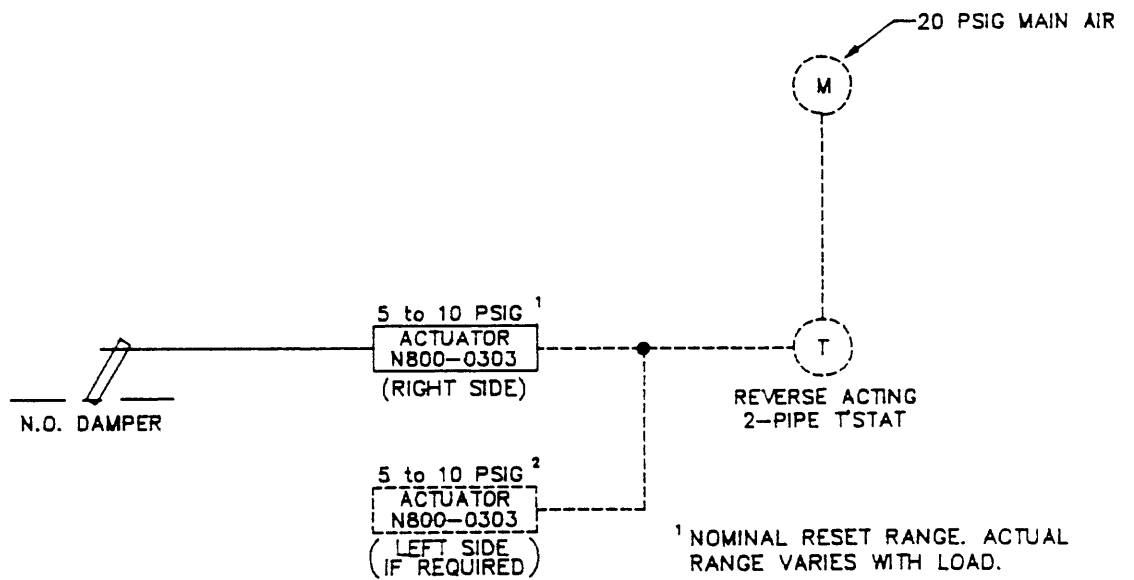 20 PSIG MAIN AIR
M
5 to 10 PSIG ¹
ACTUATOR
N800-0303
(RIGHT SIDE)
T
REVERSE ACTING
2-PIPE T'STAT
N.O. DAMPER
5 to 10 PSIG ²
ACTUATOR
N800-0303
(LEFT SIDE
IF REQUIRED)
¹ NOMINAL RESET RANGE. ACTUAL
RANGE VARIES WITH LOAD.